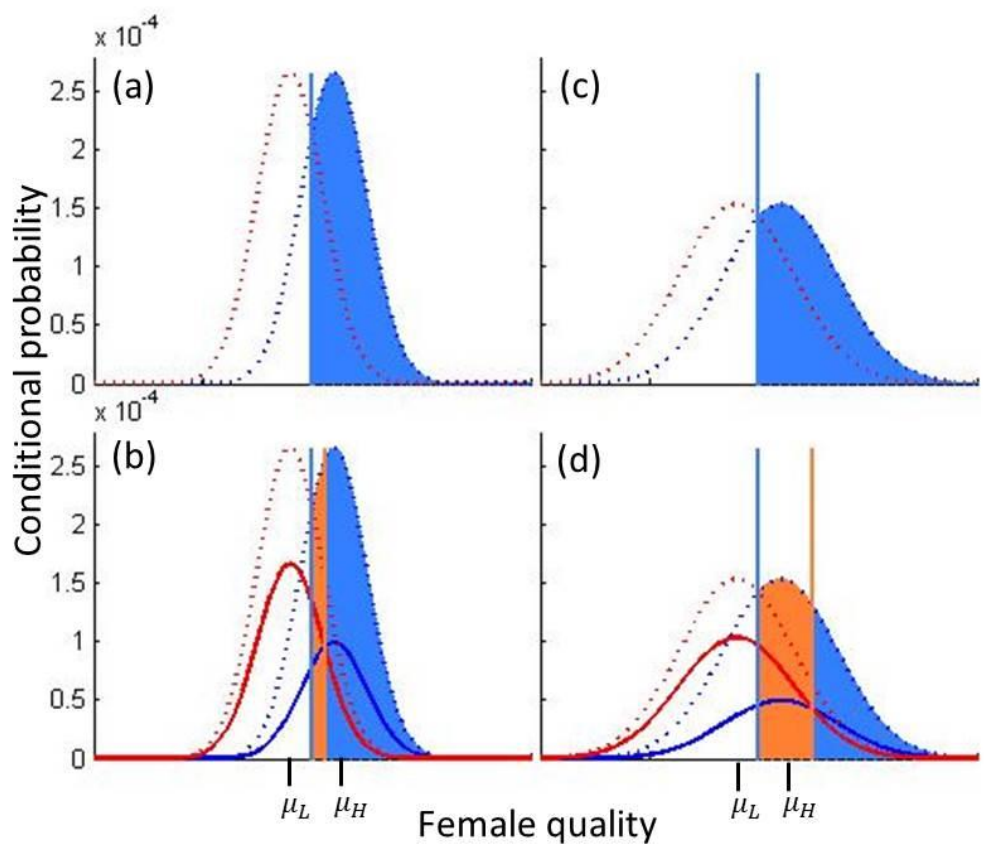 x 10⁻⁴
(a)
(c)
2.5
2
1.5
1
0.5
0
x 10⁻⁴
(b)
(d)
2.5
2
1.5
1
0.5
0
Conditional probability
μL μH
μL μH
Female quality